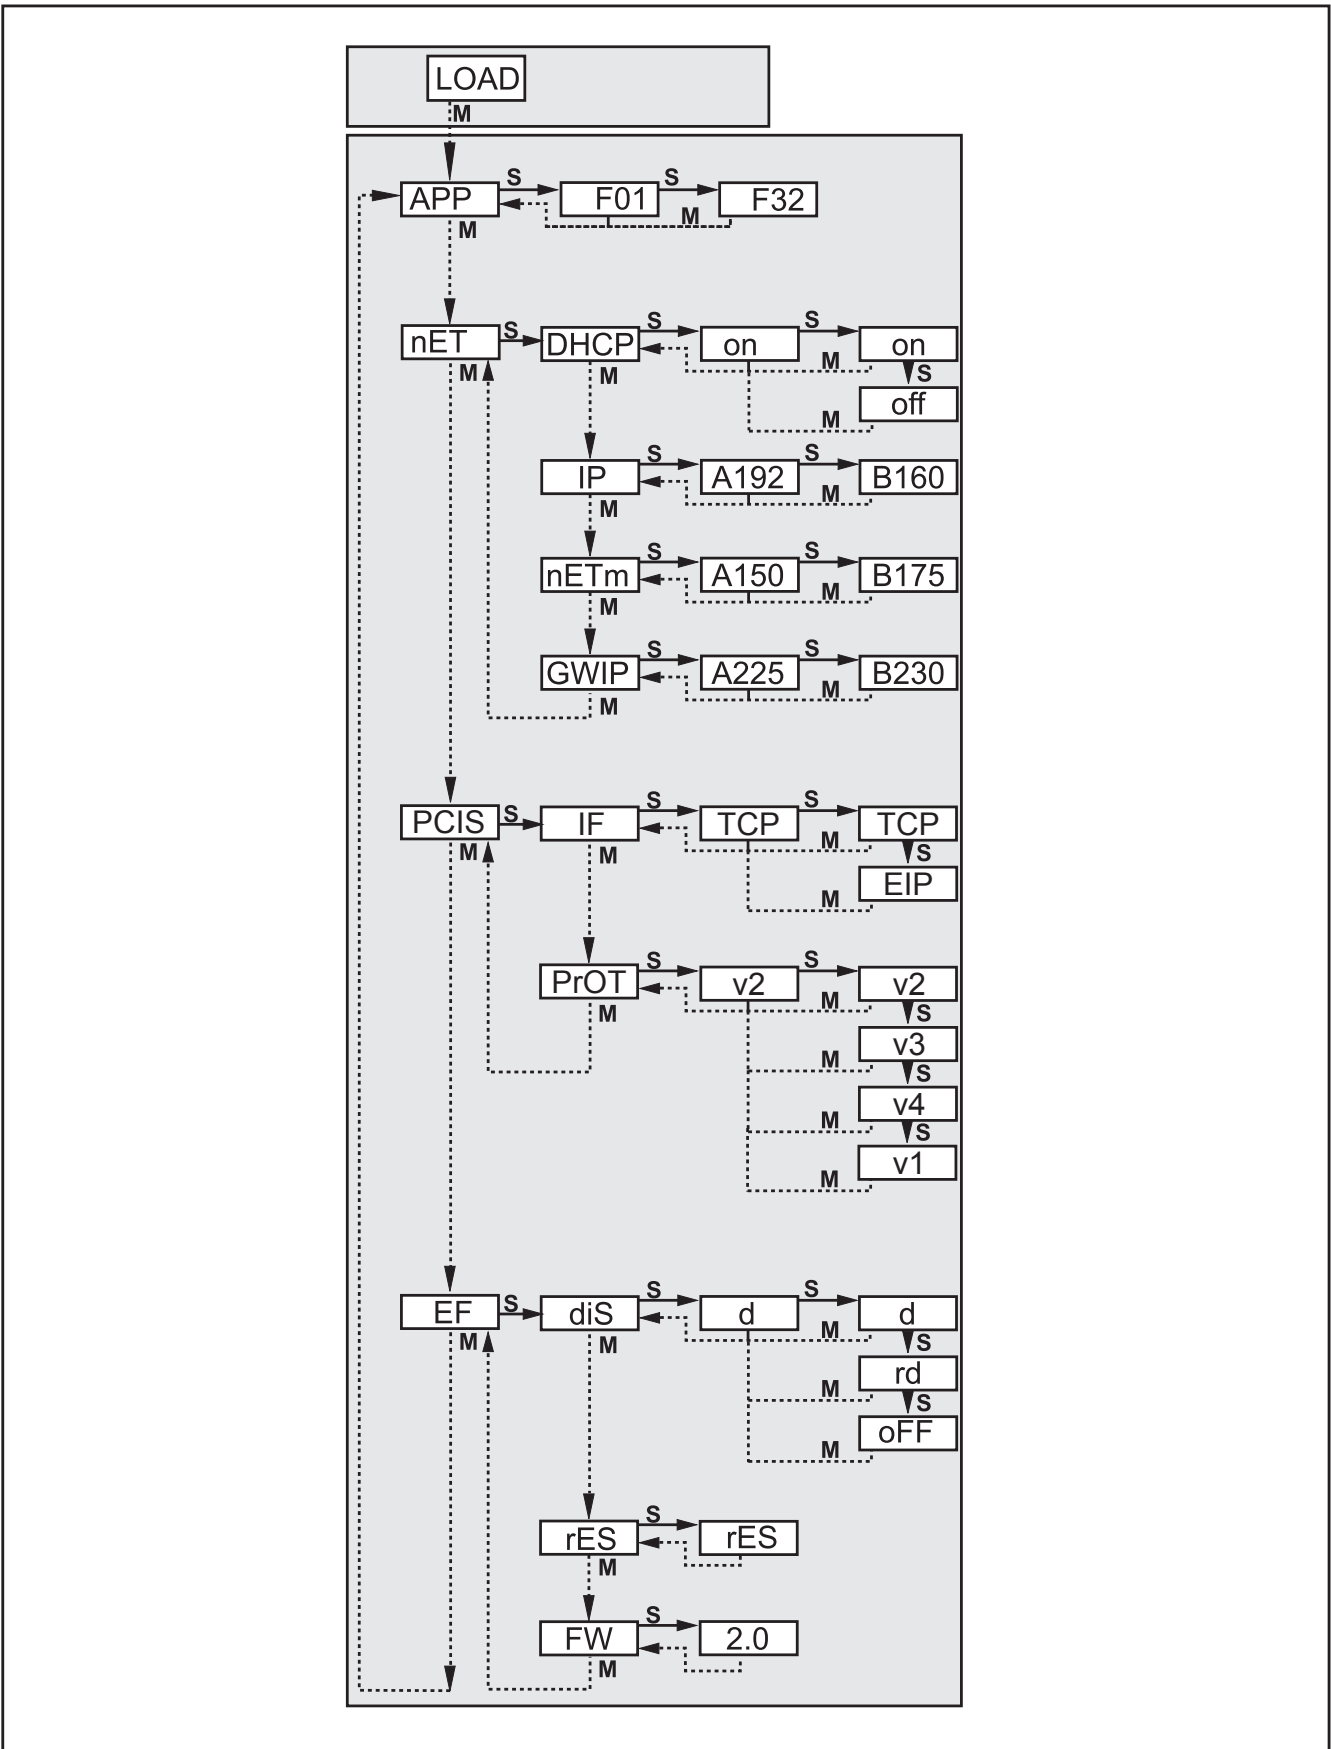 LOAD
M
S S
APP F01 F32
M M
S S
nET S DHCP on on
M M M S
off
M
S S
IP A192 B160
M M
S S
nETm A150 B175
M M
S S
GWIP A225 B230
M M
S S
PCIS S IF TCP TCP
M M M S
EIP
M
S S
PrOT v2 v2
M M S
v3
M S
v4
M S
v1
M
S S
EF S diS d d
M M M S
rd
M S
oFF
M
S
rES rES
M
S
FW 2.0
M